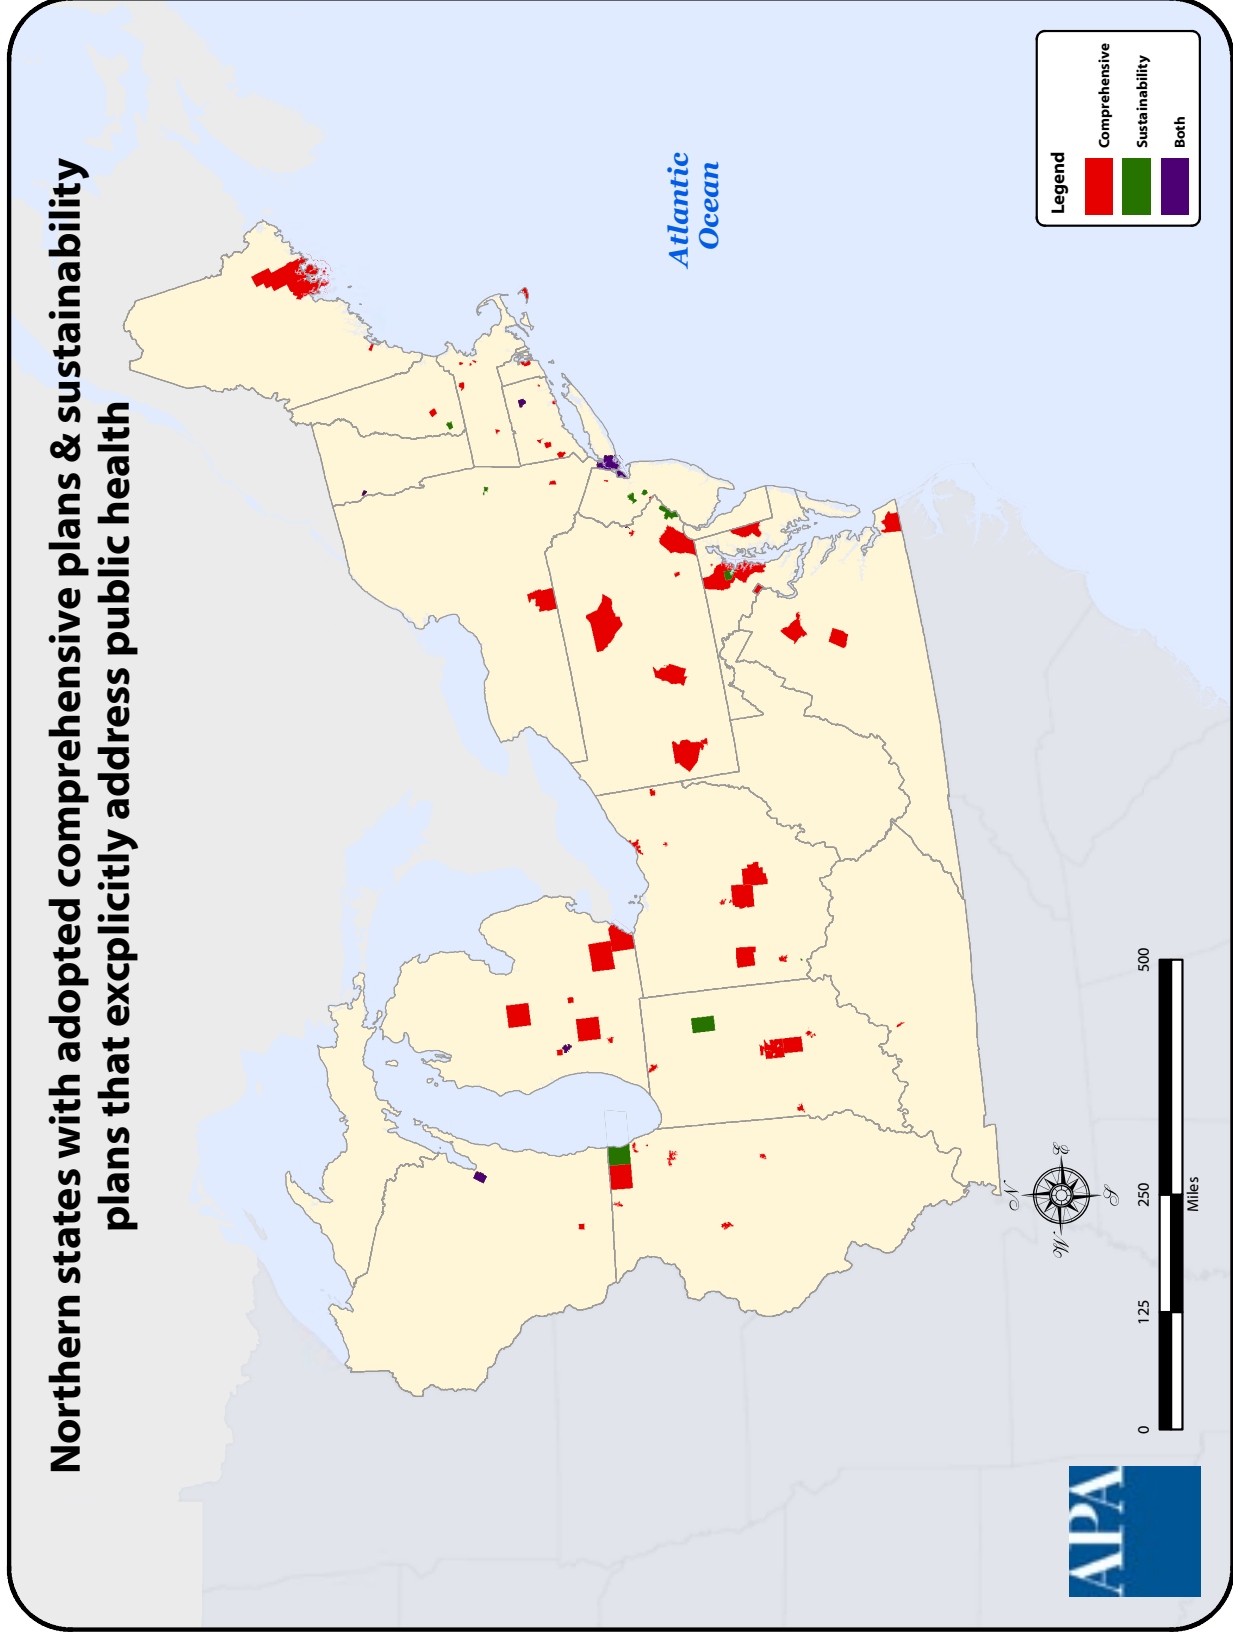 Northern states with adopted comprehensive plans & sustainability
plans that excplicitly address public health
Atlantic
Ocean
Legend
Comprehensive
Sustainability
Both
N
E
S
W
0 125 250 500
Miles
APA